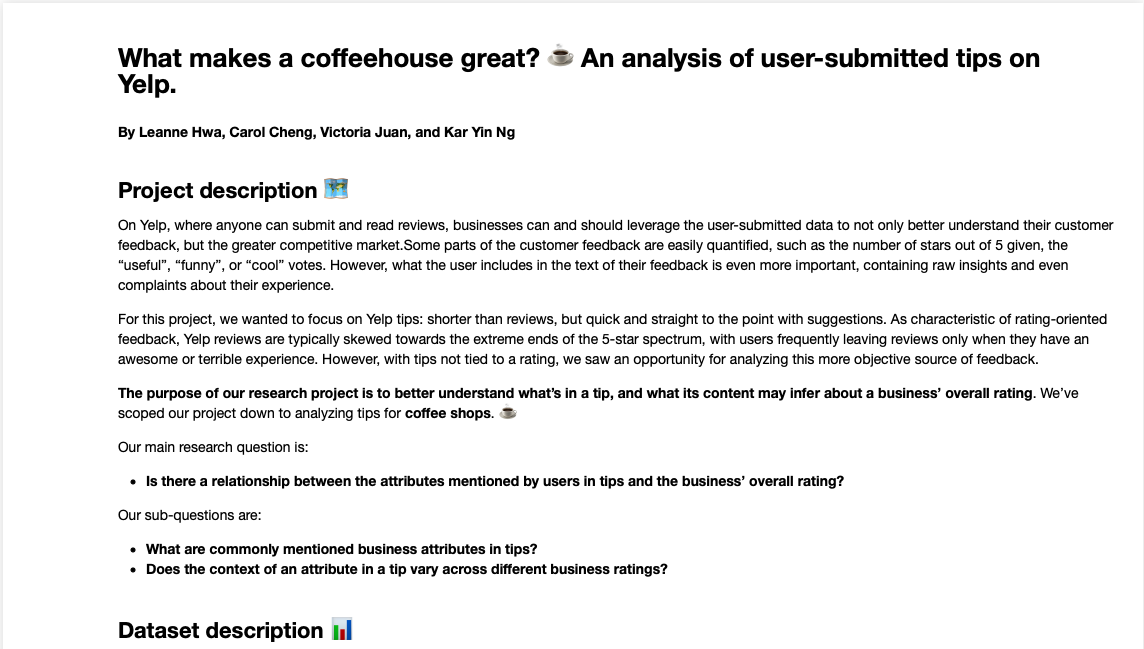 What makes a coffeehouse great? ☕ An analysis of user-submitted tips on
Yelp.
By Leanne Hwa, Carol Cheng, Victoria Juan, and Kar Yin Ng
Project description 🗺️
On Yelp, where anyone can submit and read reviews, businesses can and should leverage the user-submitted data to not only better understand their customer
feedback, but the greater competitive market.Some parts of the customer feedback are easily quantified, such as the number of stars out of 5 given, the
“useful”, “funny”, or “cool” votes. However, what the user includes in the text of their feedback is even more important, containing raw insights and even
complaints about their experience.
For this project, we wanted to focus on Yelp tips: shorter than reviews, but quick and straight to the point with suggestions. As characteristic of rating-oriented
feedback, Yelp reviews are typically skewed towards the extreme ends of the 5-star spectrum, with users frequently leaving reviews only when they have an
awesome or terrible experience. However, with tips not tied to a rating, we saw an opportunity for analyzing this more objective source of feedback.
The purpose of our research project is to better understand what’s in a tip, and what its content may infer about a business’ overall rating. We’ve
scoped our project down to analyzing tips for coffee shops. ☕
Our main research question is:
• Is there a relationship between the attributes mentioned by users in tips and the business’ overall rating?
Our sub-questions are:
• What are commonly mentioned business attributes in tips?
• Does the context of an attribute in a tip vary across different business ratings?
Dataset description 📊